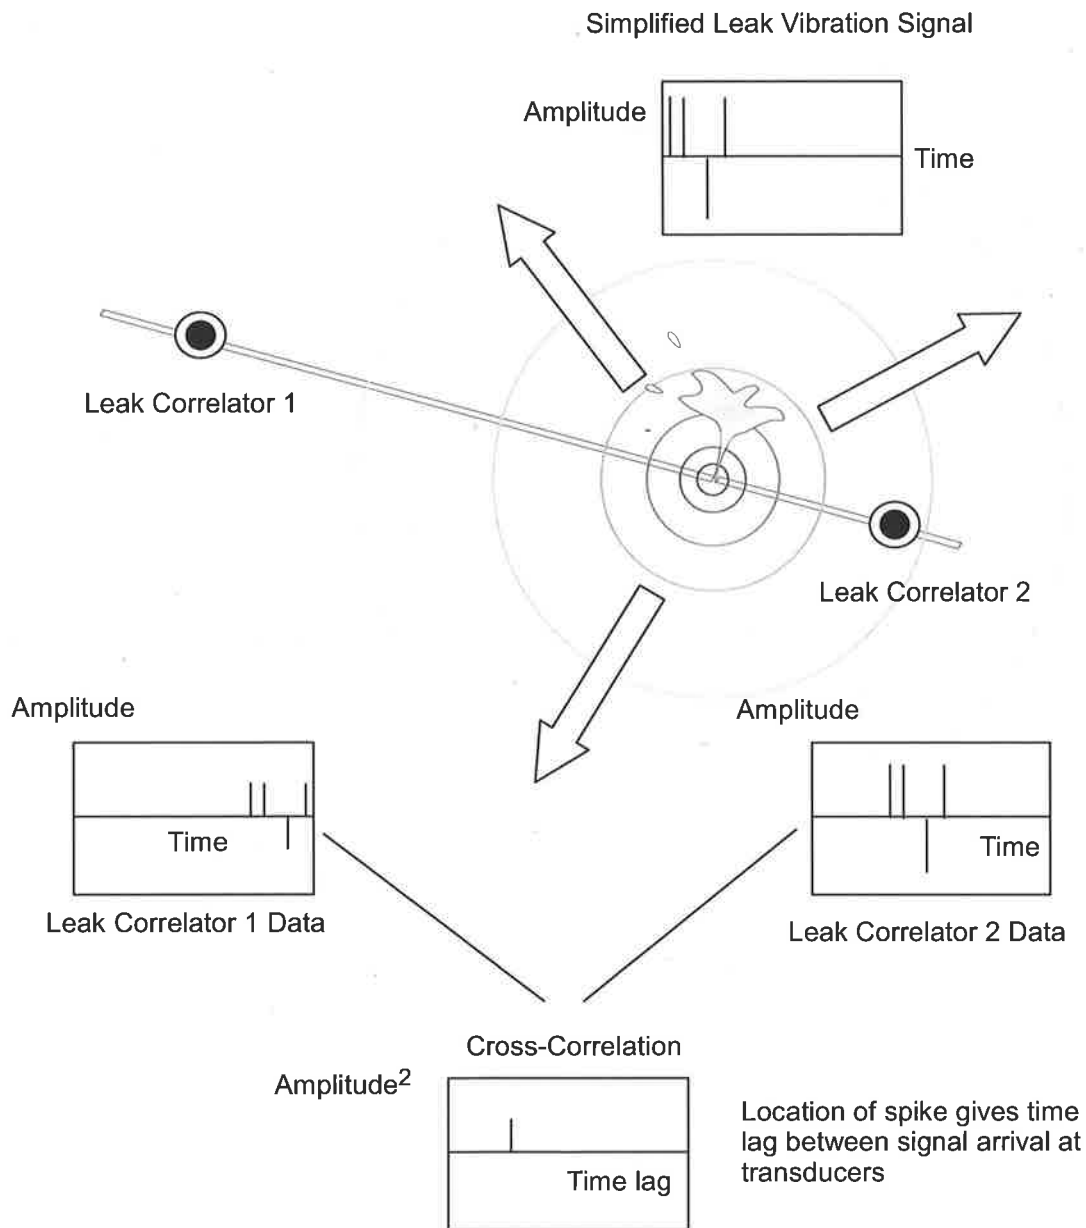 Simplified Leak Vibration Signal
Amplitude
Time
Leak Correlator 1
Leak Correlator 2
Amplitude
Amplitude
Time
Time
Leak Correlator 1 Data
Leak Correlator 2 Data
Cross-Correlation
Amplitude²
Location of spike gives time
lag between signal arrival at
transducers
Time lag